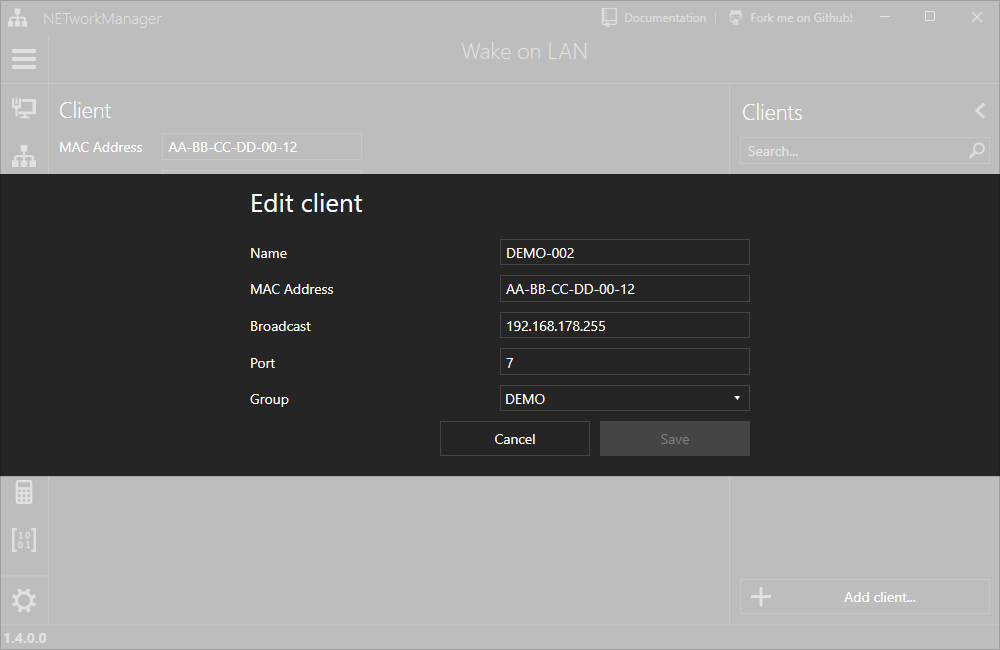 NETworkManager
Documentation
Fork me on Github!
Wake on LAN
Client
Clients
MAC Address AA-BB-CC-DD-00-12
Search...
Edit client
Name DEMO-002
MAC Address AA-BB-CC-DD-00-12
Broadcast 192.168.178.255
Port 7
Group DEMO
Cancel Save
10
01
Add client...
1.4.0.0